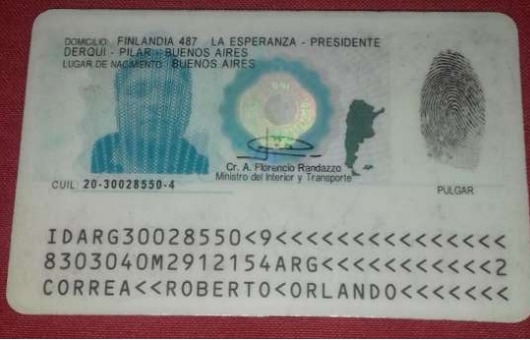 DOMICILIO: FINLANDIA 487 LA ESPERANZA - PRESIDENTE
DERQUI - PILAR - BUENOS AIRES
LUGAR DE NACIMIENTO: BUENOS AIRES
Cr. A. Florencio Randazzo
Ministro del Interior y Transporte
CUIL: 20-30028550-4
PULGAR
IDARG30028550<9<<<<<<<<<<<<<<<
8303040M2912154ARG<<<<<<<<<<<2
CORREA<<ROBERTO<ORLANDO<<<<<<<